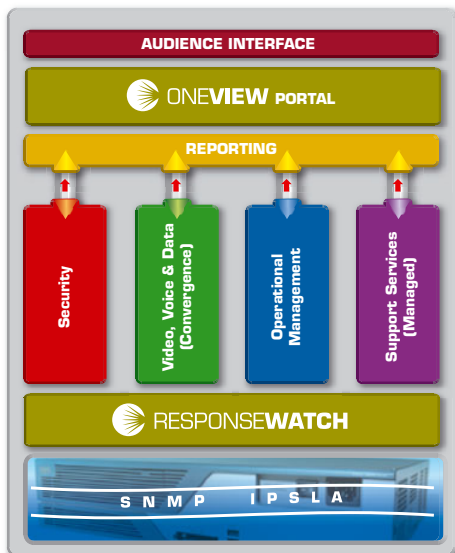 AUDIENCE INTERFACE
ONEVIEW PORTAL
REPORTING
Security
Video, Voice & Data
(Convergence)
Operational
Management
Support Services
(Managed)
RESPONSEWATCH
SNMP IPSLA